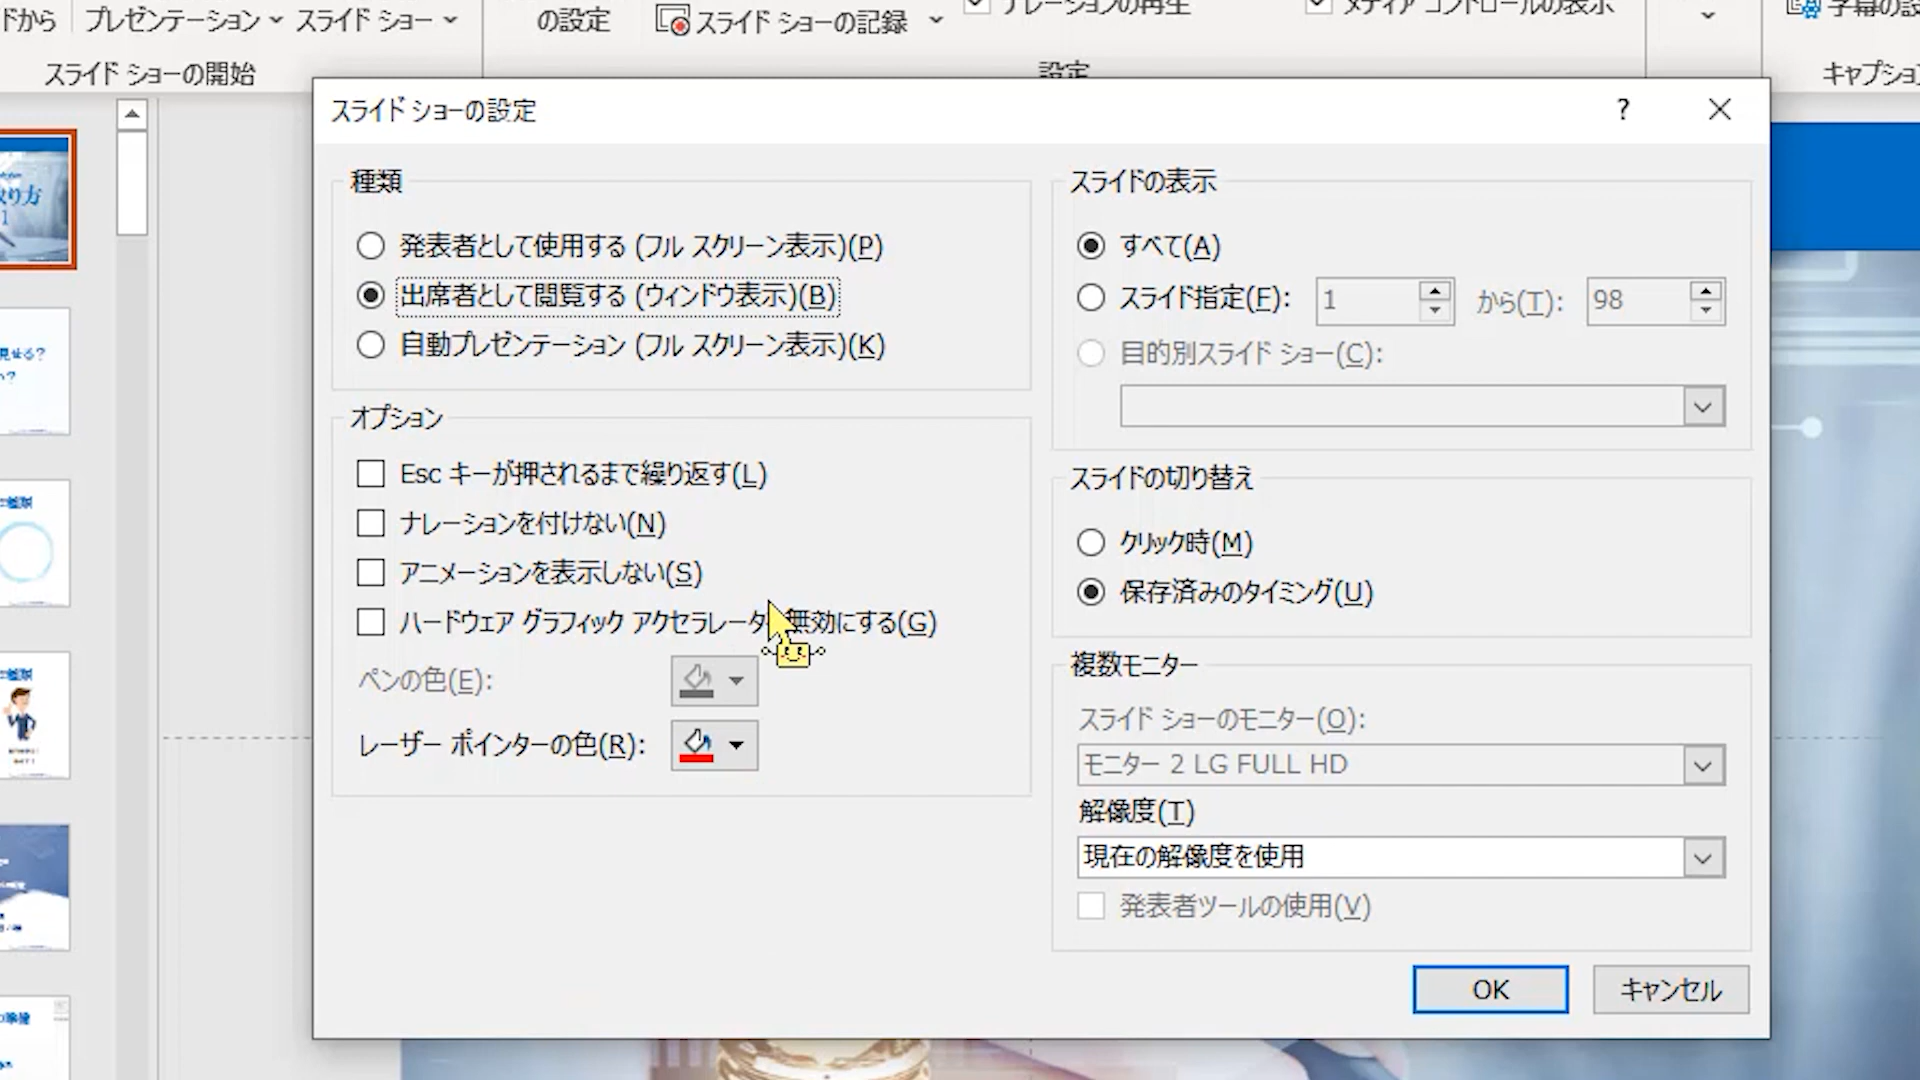 ドから プレゼンテーション スライド ショー の設定 スライド ショーの記録 ナレーションの再生 メディア コントロールの表示 字幕の設
スライド ショーの開始 設定 キャプショ
スライド ショーの設定 ? ×
種類
発表者として使用する (フル スクリーン表示)(P)
出席者として閲覧する (ウィンドウ表示)(B)
自動プレゼンテーション (フル スクリーン表示)(K)
オプション
Esc キーが押されるまで繰り返す(L)
ナレーションを付けない(N)
アニメーションを表示しない(S)
ハードウェア グラフィック アクセラレータ 無効にする(G)
ペンの色(E):
レーザー ポインターの色(R):
スライドの表示
すべて(A)
スライド指定(F): 1 から(T): 98
目的別スライド ショー(C):
スライドの切り替え
クリック時(M)
保存済みのタイミング(U)
複数モニター
スライド ショーのモニター(O):
モニター 2 LG FULL HD
解像度(T)
現在の解像度を使用
発表者ツールの使用(V)
OK キャンセル
り方
1
見せる?
?